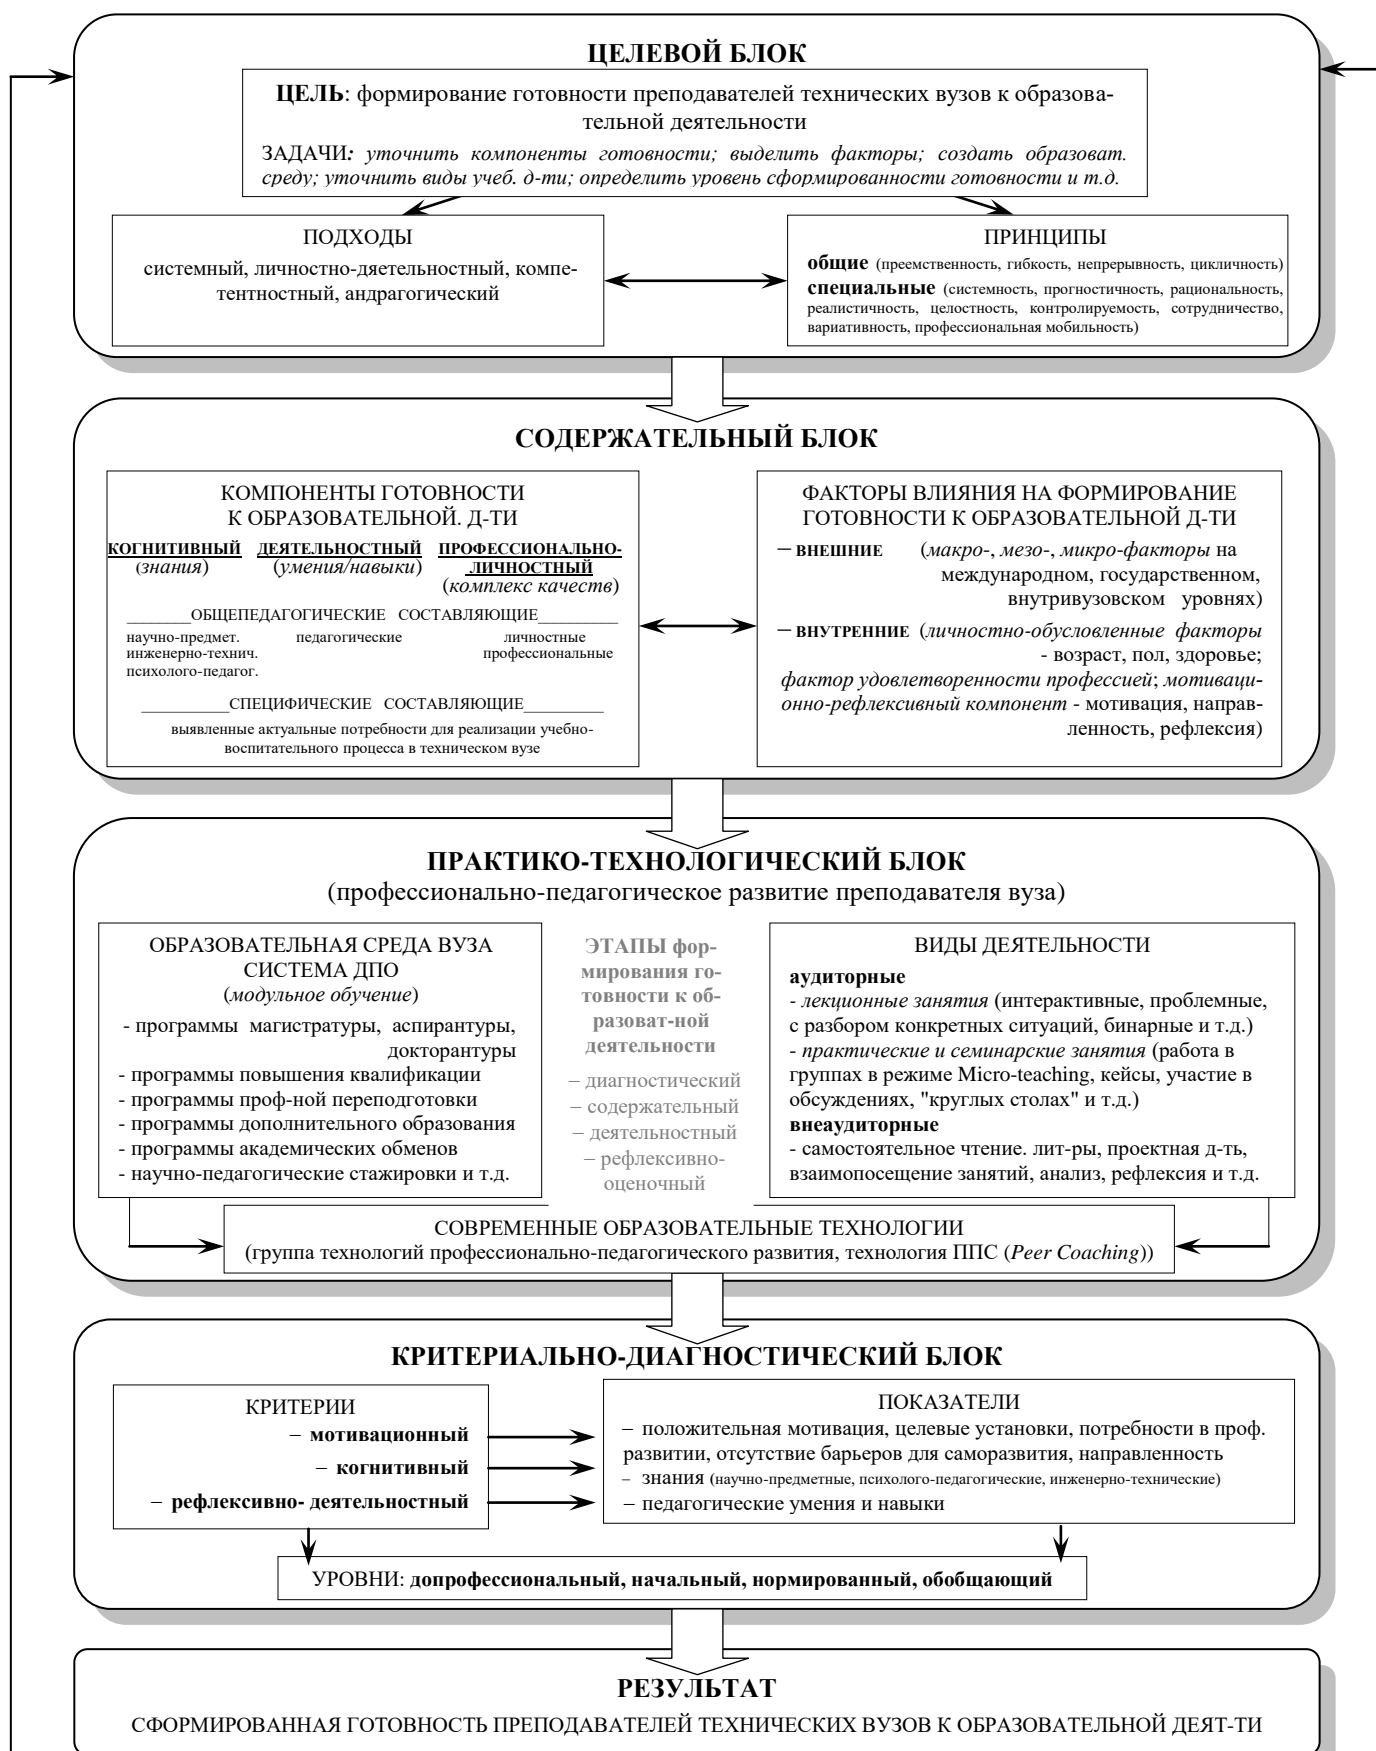 ЦЕЛЕВОЙ БЛОК
ЦЕЛЬ: формирование готовности преподавателей технических вузов к образова-
тельной деятельности
ЗАДАЧИ: уточнить компоненты готовности; выделить факторы; создать образоват.
среду; уточнить виды учеб. д-ти; определить уровень сформированности готовности и т.д.
ПОДХОДЫ
системный, личностно-дяетельностный, компе-
тентностный, андрагогический
ПРИНЦИПЫ
общие (преемственность, гибкость, непрерывность, цикличность)
специальные (системность, прогностичность, рациональность,
реалистичность, целостность, контролируемость, сотрудничество,
вариативность, профессиональная мобильность)
СОДЕРЖАТЕЛЬНЫЙ БЛОК
КОМПОНЕНТЫ ГОТОВНОСТИ
К ОБРАЗОВАТЕЛЬНОЙ. Д-ТИ
КОГНИТИВНЫЙ ДЕЯТЕЛЬНОСТНЫЙ ПРОФЕССИОНАЛЬНО-
(знания) (умения/навыки) ЛИЧНОСТНЫЙ
(комплекс качеств)
________ОБЩЕПЕДАГОГИЧЕСКИЕ СОСТАВЛЯЮЩИЕ__________
научно-предмет. педагогические личностные
инженерно-технич. профессиональные
психолого-педагог.
___________СПЕЦИФИЧЕСКИЕ СОСТАВЛЯЮЩИЕ__________
выявленные актуальные потребности для реализации учебно-
воспитательного процесса в техническом вузе
ФАКТОРЫ ВЛИЯНИЯ НА ФОРМИРОВАНИЕ
ГОТОВНОСТИ К ОБРАЗОВАТЕЛЬНОЙ Д-ТИ
– ВНЕШНИЕ (макро-, мезо-, микро-факторы на
международном, государственном,
внутривузовском уровнях)
– ВНУТРЕННИЕ (личностно-обусловленные факторы
- возраст, пол, здоровье;
фактор удовлетворенности профессией; мотиваци-
онно-рефлексивный компонент - мотивация, направ-
ленность, рефлексия)
ПРАКТИКО-ТЕХНОЛОГИЧЕСКИЙ БЛОК
(профессионально-педагогическое развитие преподавателя вуза)
ОБРАЗОВАТЕЛЬНАЯ СРЕДА ВУЗА
СИСТЕМА ДПО
(модульное обучение)
- программы магистратуры, аспирантуры,
докторантуры
- программы повышения квалификации
- программы проф-ной переподготовки
- программы дополнительного образования
- программы академических обменов
- научно-педагогические стажировки и т.д.
ЭТАПЫ фор-
мирования го-
товности к об-
разоват-ной
деятельности
– диагностический
– содержательный
– деятельностный
– рефлексивно-
оценочный
ВИДЫ ДЕЯТЕЛЬНОСТИ
аудиторные
- лекционные занятия (интерактивные, проблемные,
с разбором конкретных ситуаций, бинарные и т.д.)
- практические и семинарские занятия (работа в
группах в режиме Micro-teaching, кейсы, участие в
обсуждениях, "круглых столах" и т.д.)
внеаудиторные
- самостоятельное чтение. лит-ры, проектная д-ть,
взаимопосещение занятий, анализ, рефлексия и т.д.
СОВРЕМЕННЫЕ ОБРАЗОВАТЕЛЬНЫЕ ТЕХНОЛОГИИ
(группа технологий профессионально-педагогического развития, технология ППС (Peer Coaching))
КРИТЕРИАЛЬНО-ДИАГНОСТИЧЕСКИЙ БЛОК
КРИТЕРИИ
– мотивационный
– когнитивный
– рефлексивно- деятельностный
ПОКАЗАТЕЛИ
– положительная мотивация, целевые установки, потребности в проф.
развитии, отсутствие барьеров для саморазвития, направленность
– знания (научно-предметные, психолого-педагогические, инженерно-технические)
– педагогические умения и навыки
УРОВНИ: допрофессиональный, начальный, нормированный, обобщающий
РЕЗУЛЬТАТ
СФОРМИРОВАННАЯ ГОТОВНОСТЬ ПРЕПОДАВАТЕЛЕЙ ТЕХНИЧЕСКИХ ВУЗОВ К ОБРАЗОВАТЕЛЬНОЙ ДЕЯТ-ТИ